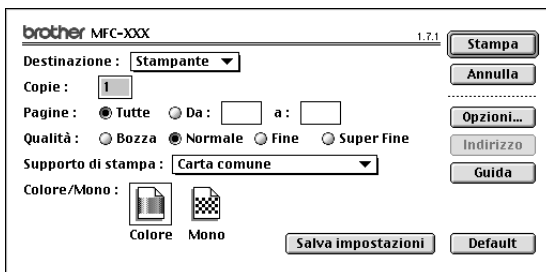 brother MFC-XXX 1.7.1
Stampa
Destinazione : Stampante
Annulla
Copie : 1
Pagine : Tutte Da : a :
Opzioni...
Qualità : Bozza Normale Fine Super Fine
Indirizzo
Supporto di stampa : Carta comune
Guida
Colore/Mono :
Colore Mono
Salva impostazioni Default